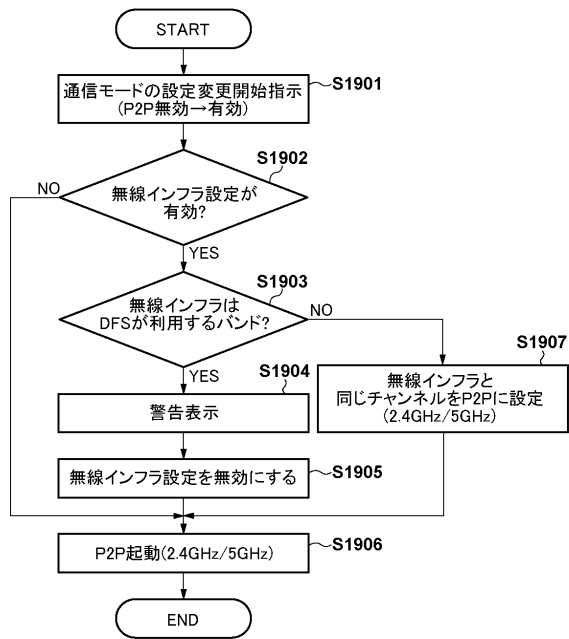 START
通信モードの設定変更開始指示
(P2P無効→有効)
S1901
S1902
無線インフラ設定が
有効?
NO
YES
S1903
無線インフラは
DFSが利用するバンド?
NO
YES
S1904
警告表示
S1907
無線インフラと
同じチャンネルをP2Pに設定
(2.4GHz/5GHz)
無線インフラ設定を無効にする
S1905
P2P起動(2.4GHz/5GHz)
S1906
END